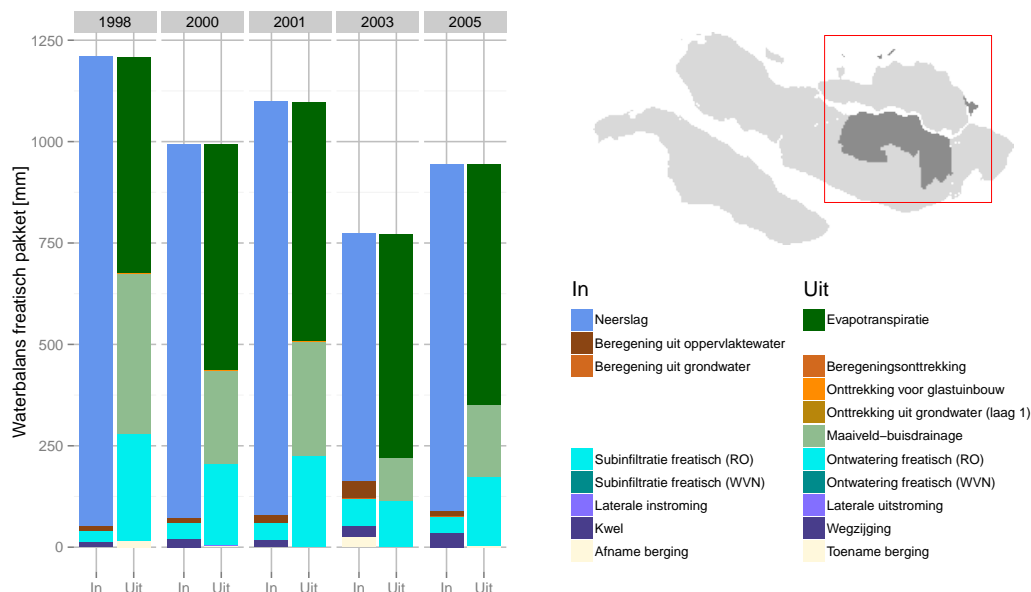 1998 2000 2001 2003 2005
Waterbalans freatisch pakket [mm]
1250
1000
750
500
250
0
In Uit In Uit In Uit In Uit In Uit
In
Neerslag
Beregening uit oppervlaktewater
Beregening uit grondwater
Subinfiltratie freatisch (RO)
Subinfiltratie freatisch (WVN)
Laterale instroming
Kwel
Afname berging
Uit
Evapotranspiratie
Beregeningsonttrekking
Onttrekking voor glastuinbouw
Onttrekking uit grondwater (laag 1)
Maaiveld−buisdrainage
Ontwatering freatisch (RO)
Ontwatering freatisch (WVN)
Laterale uitstroming
Wegzijging
Toename berging